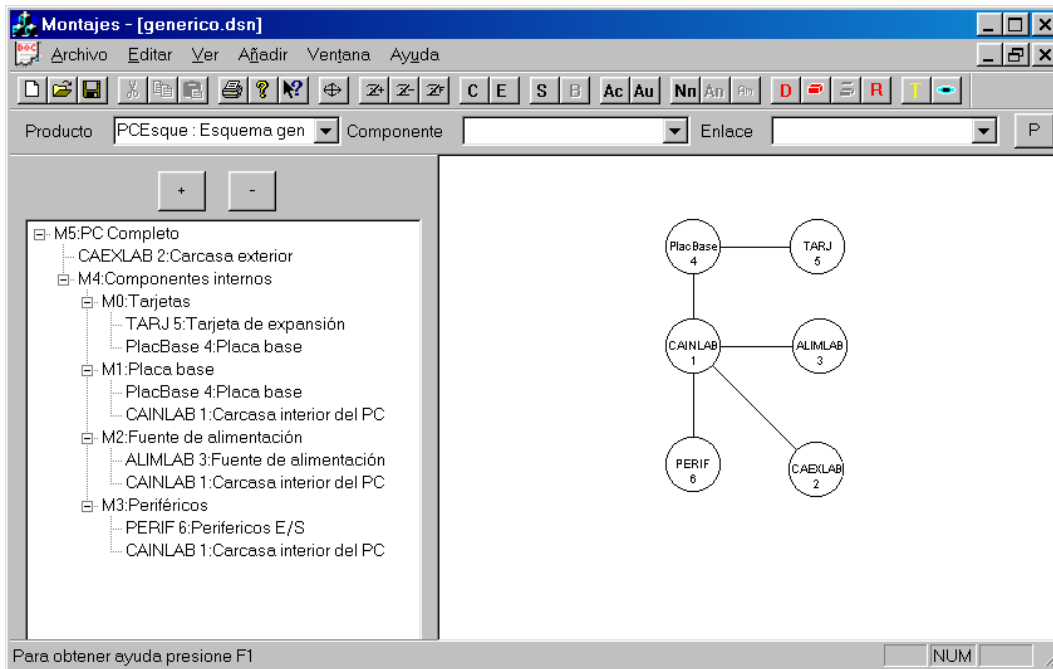 Montajes - [generico.dsn]
DOC Archivo Editar Ver Añadir Ventana Ayuda
Z+ Z- ZF C E S B Ac Au Nn An Am D R T
Producto PCEsque : Esquema gen Componente Enlace P
+ -
M5:PC Completo
CAEXLAB 2:Carcasa exterior
M4:Componentes internos
M0:Tarjetas
TARJ 5:Tarjeta de expansión
PlacBase 4:Placa base
M1:Placa base
PlacBase 4:Placa base
CAINLAB 1:Carcasa interior del PC
M2:Fuente de alimentación
ALIMLAB 3:Fuente de alimentación
CAINLAB 1:Carcasa interior del PC
M3:Periféricos
PERIF 6:Perifericos E/S
CAINLAB 1:Carcasa interior del PC
PlacBase
4
TARJ
5
CAINLAB
1
ALIMLAB
3
PERIF
6
CAEXLAB
2
Para obtener ayuda presione F1
NUM